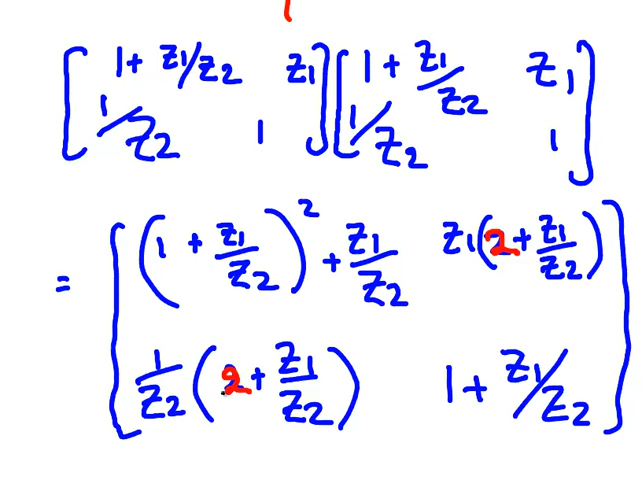 [ 1 + Z1/Z2 Z1 ] [ 1 + Z1/Z2 Z1 ]
[ 1/Z2 1 ] [ 1/Z2 1 ]
= [ (1 + Z1/Z2)² + Z1/Z2 Z1(2 + Z1/Z2) ]
[ 1/Z2 (2 + Z1/Z2) 1 + Z1/Z2 ]